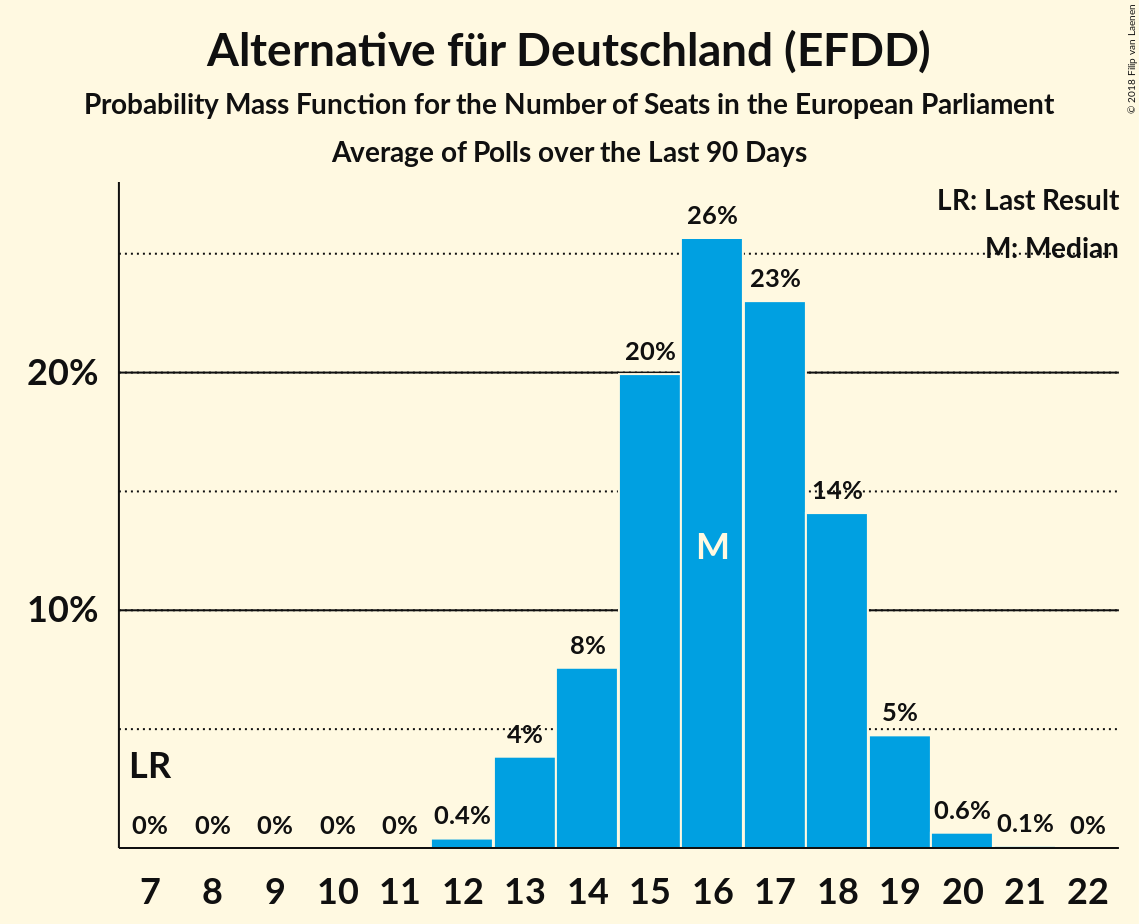 Alternative für Deutschland (EFDD)
Probability Mass Function for the Number of Seats in the European Parliament
Average of Polls over the Last 90 Days
© 2018 Filip van Laenen
LR: Last Result
M: Median
26%
23%
20%
20%
14%
M
10%
8%
5%
4%
LR
0% 0% 0% 0% 0% 0.4% 0.6% 0.1% 0%
7 8 9 10 11 12 13 14 15 16 17 18 19 20 21 22